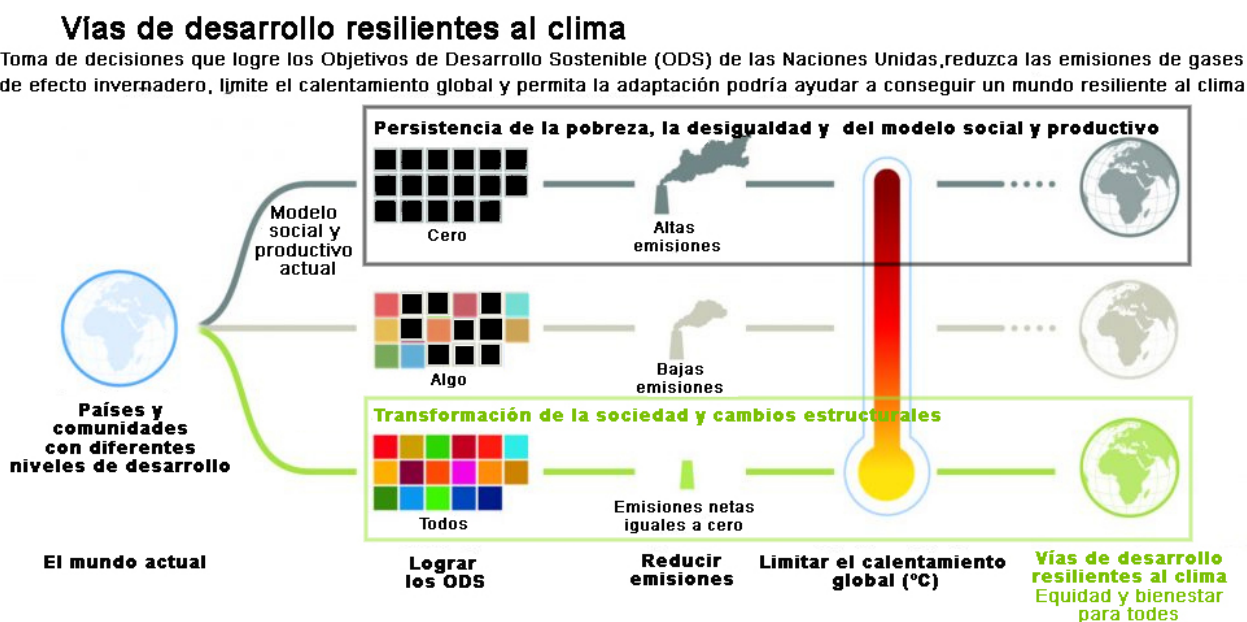 Vías de desarrollo resilientes al clima
Toma de decisiones que logre los Objetivos de Desarrollo Sostenible (ODS) de las Naciones Unidas,reduzca las emisiones de gases
de efecto invernadero, limite el calentamiento global y permita la adaptación podría ayudar a conseguir un mundo resiliente al clima
Persistencia de la pobreza, la desigualdad y del modelo social y productivo
Modelo
social y
productivo
actual
Cero
Altas
emisiones
Algo
Bajas
emisiones
Países y
comunidades
con diferentes
niveles de desarrollo
Transformación de la sociedad y cambios estructurales
Todos
Emisiones netas
iguales a cero
El mundo actual
Lograr
los ODS
Reducir
emisiones
Limitar el calentamiento
global (ºC)
Vías de desarrollo
resilientes al clima
Equidad y bienestar
para todes